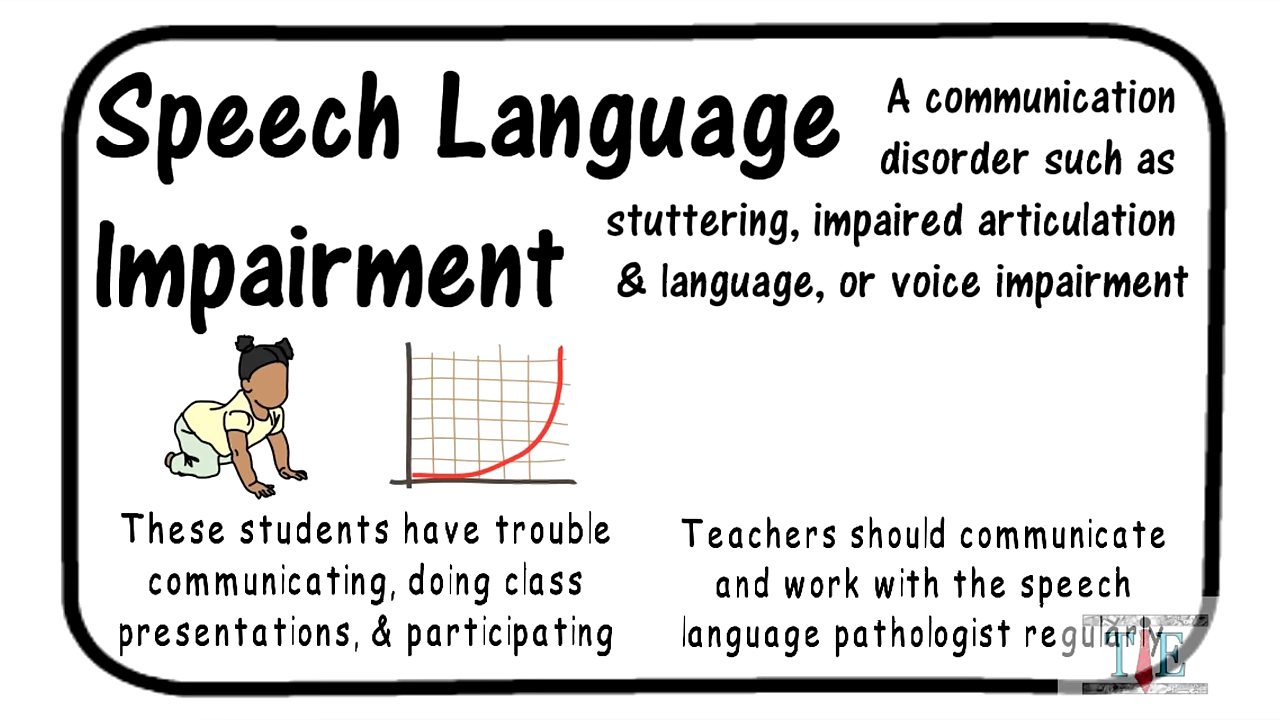 Speech Language
Impairment
A communication
disorder such as
stuttering, impaired articulation
& language, or voice impairment
These students have trouble
communicating, doing class
presentations, & participating
Teachers should communicate
and work with the speech
language pathologist regularly
T E